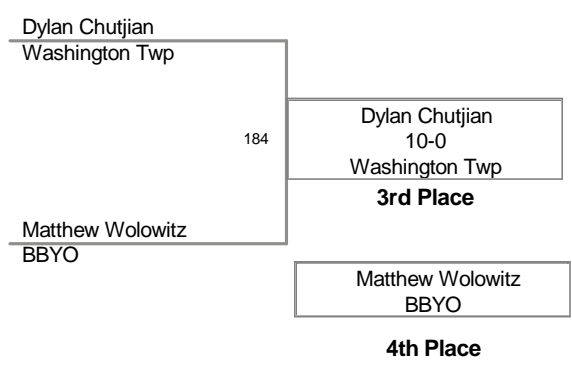 Dylan Chutjian
Washington Twp
184
Dylan Chutjian
10-0
Washington Twp
3rd Place
Matthew Wolowitz
BBYO
Matthew Wolowitz
BBYO
4th Place